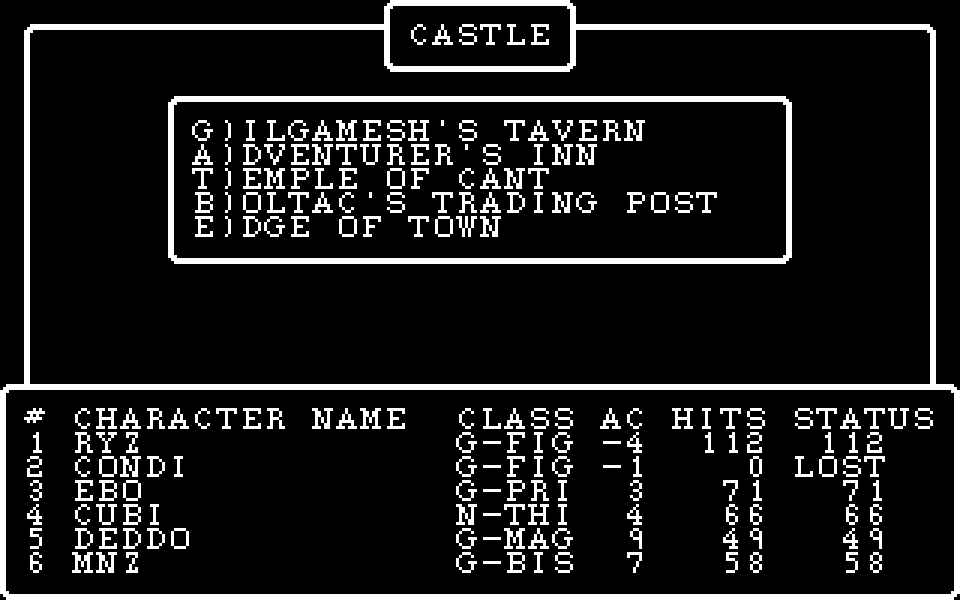 CASTLE
G)ILGAMESH'S TAVERN
A)DVENTURER'S INN
T)EMPLE OF CANT
B)OLTAC'S TRADING POST
E)DGE OF TOWN
# CHARACTER NAME CLASS AC HITS STATUS
1 RYZ G-FIG -4 112 112
2 CONDI G-FIG -1 0 LOST
3 EBO G-PRI 3 71 71
4 CUBI N-THI 4 66 66
5 DEDDO G-MAG 9 49 49
6 MNZ G-BIS 7 58 58